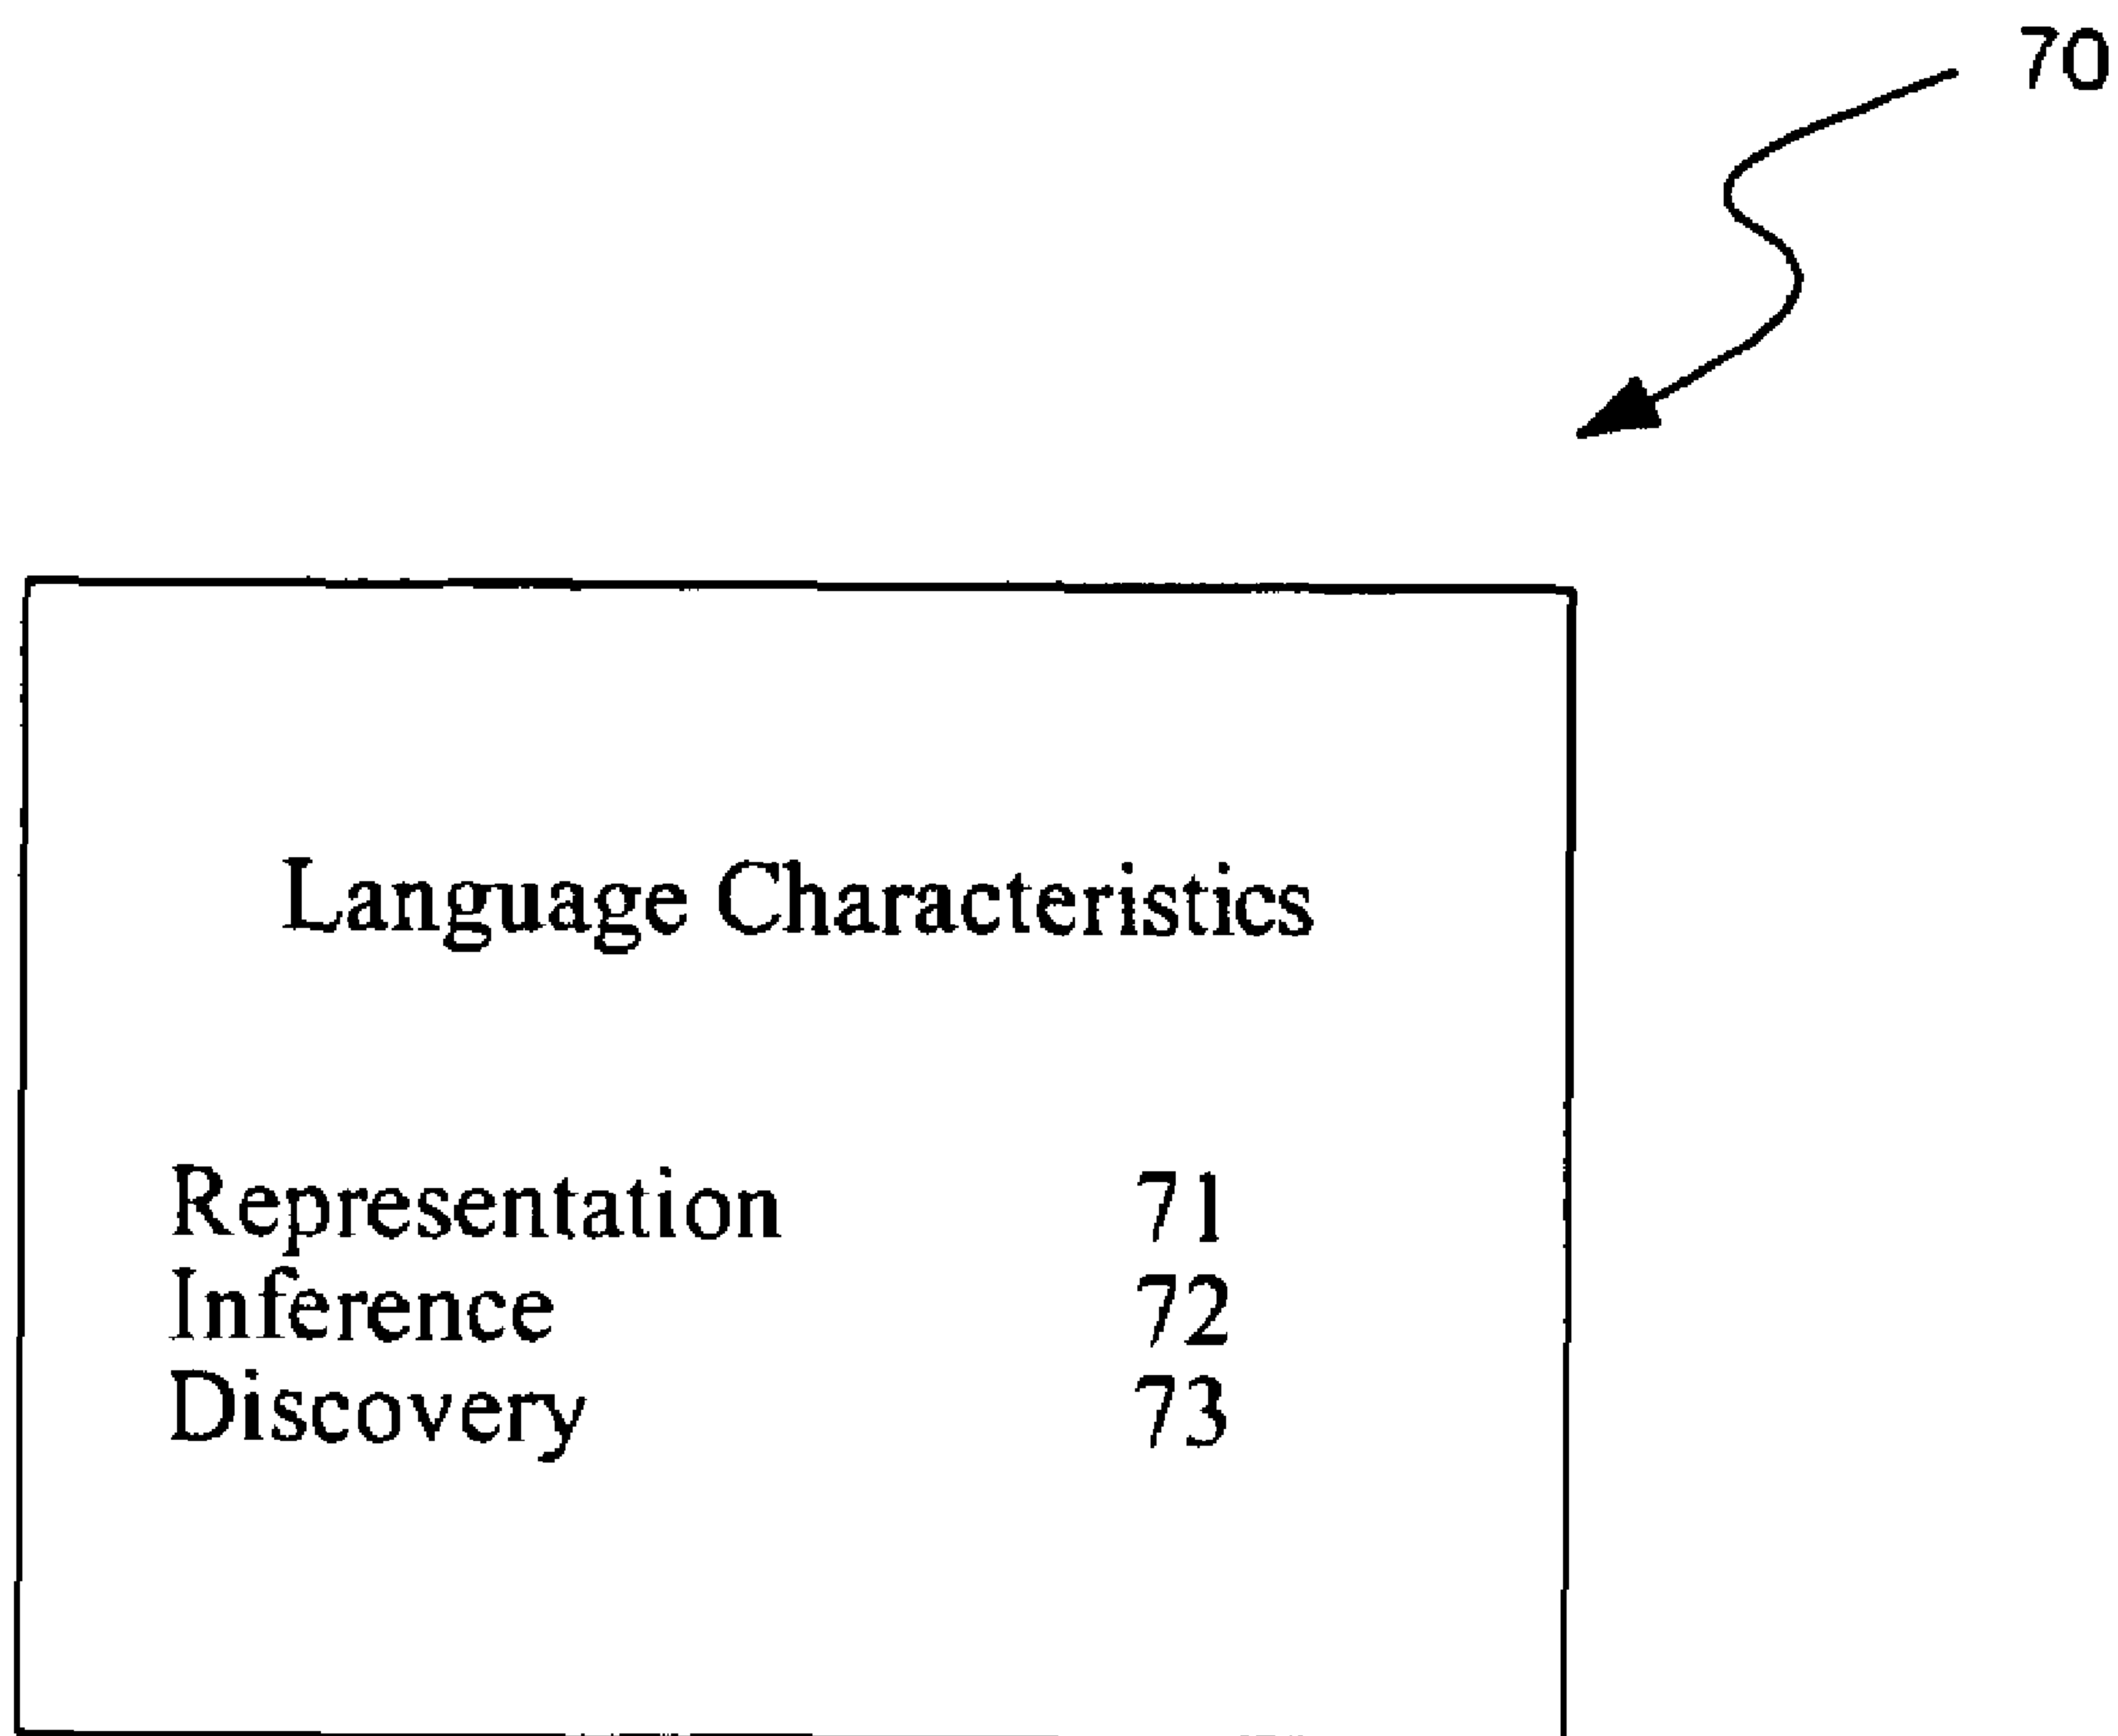 70
Language Characteristics
Representation 71
Inference 72
Discovery 73